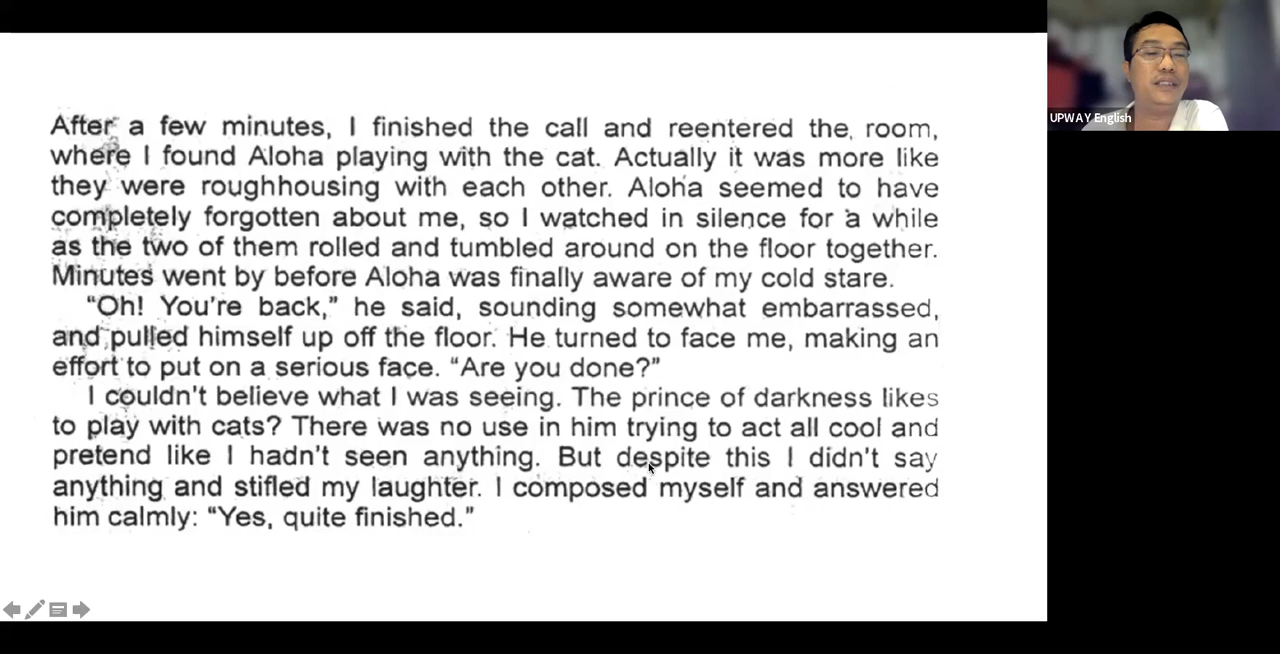 After a few minutes, I finished the call and reentered the room,
where I found Aloha playing with the cat. Actually it was more like
they were roughhousing with each other. Aloha seemed to have
completely forgotten about me, so I watched in silence for a while
as the two of them rolled and tumbled around on the floor together.
Minutes went by before Aloha was finally aware of my cold stare.
“Oh! You're back,” he said, sounding somewhat embarrassed,
and pulled himself up off the floor. He turned to face me, making an
effort to put on a serious face. “Are you done?”
I couldn't believe what I was seeing. The prince of darkness likes
to play with cats? There was no use in him trying to act all cool and
pretend like I hadn't seen anything. But despite this I didn't say
anything and stifled my laughter. I composed myself and answered
him calmly: “Yes, quite finished.”
UPWAY English